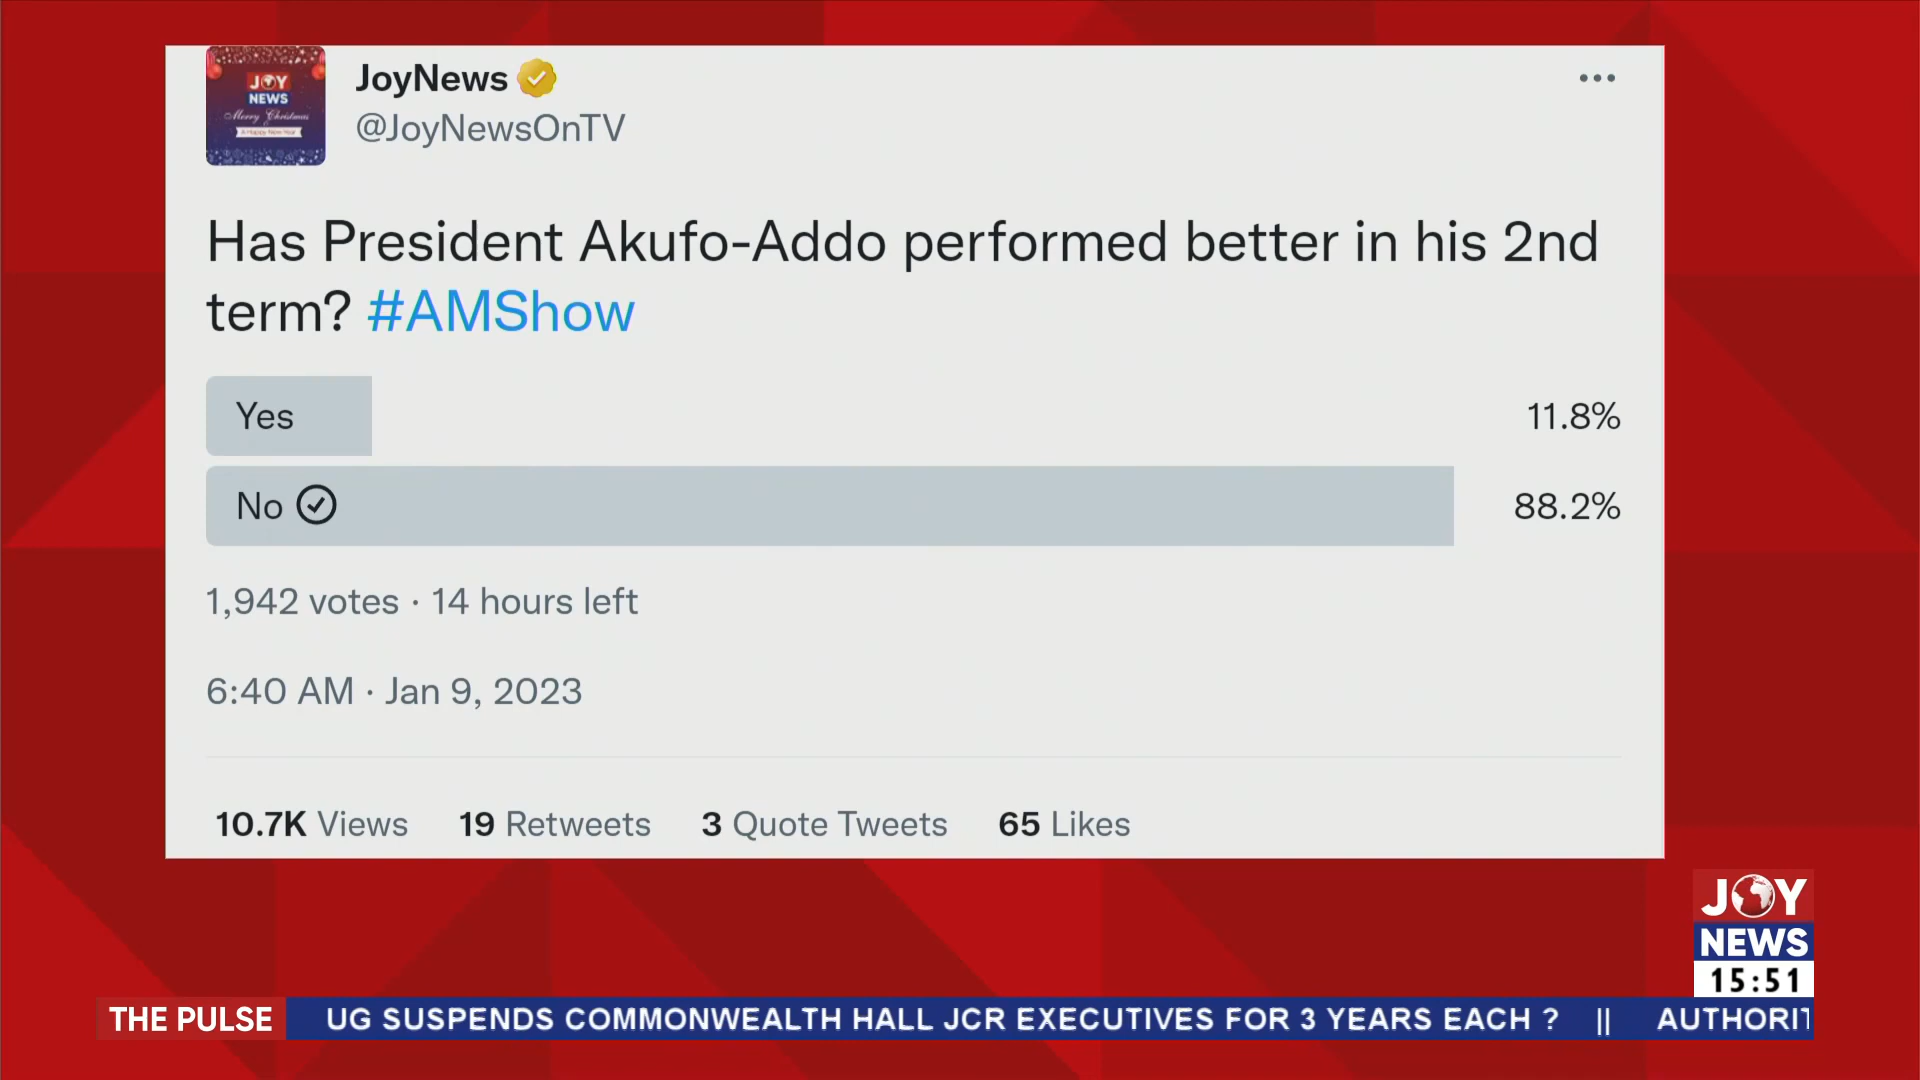 JOY
NEWS
Merry Christmas
& Happy New Year
JoyNews
@JoyNewsOnTV
Has President Akufo-Addo performed better in his 2nd
term? #AMShow
Yes 11.8%
No 88.2%
1,942 votes · 14 hours left
6:40 AM · Jan 9, 2023
10.7K Views 19 Retweets 3 Quote Tweets 65 Likes
JOY
NEWS
15:51
THE PULSE UG SUSPENDS COMMONWEALTH HALL JCR EXECUTIVES FOR 3 YEARS EACH ? || AUTHORIT